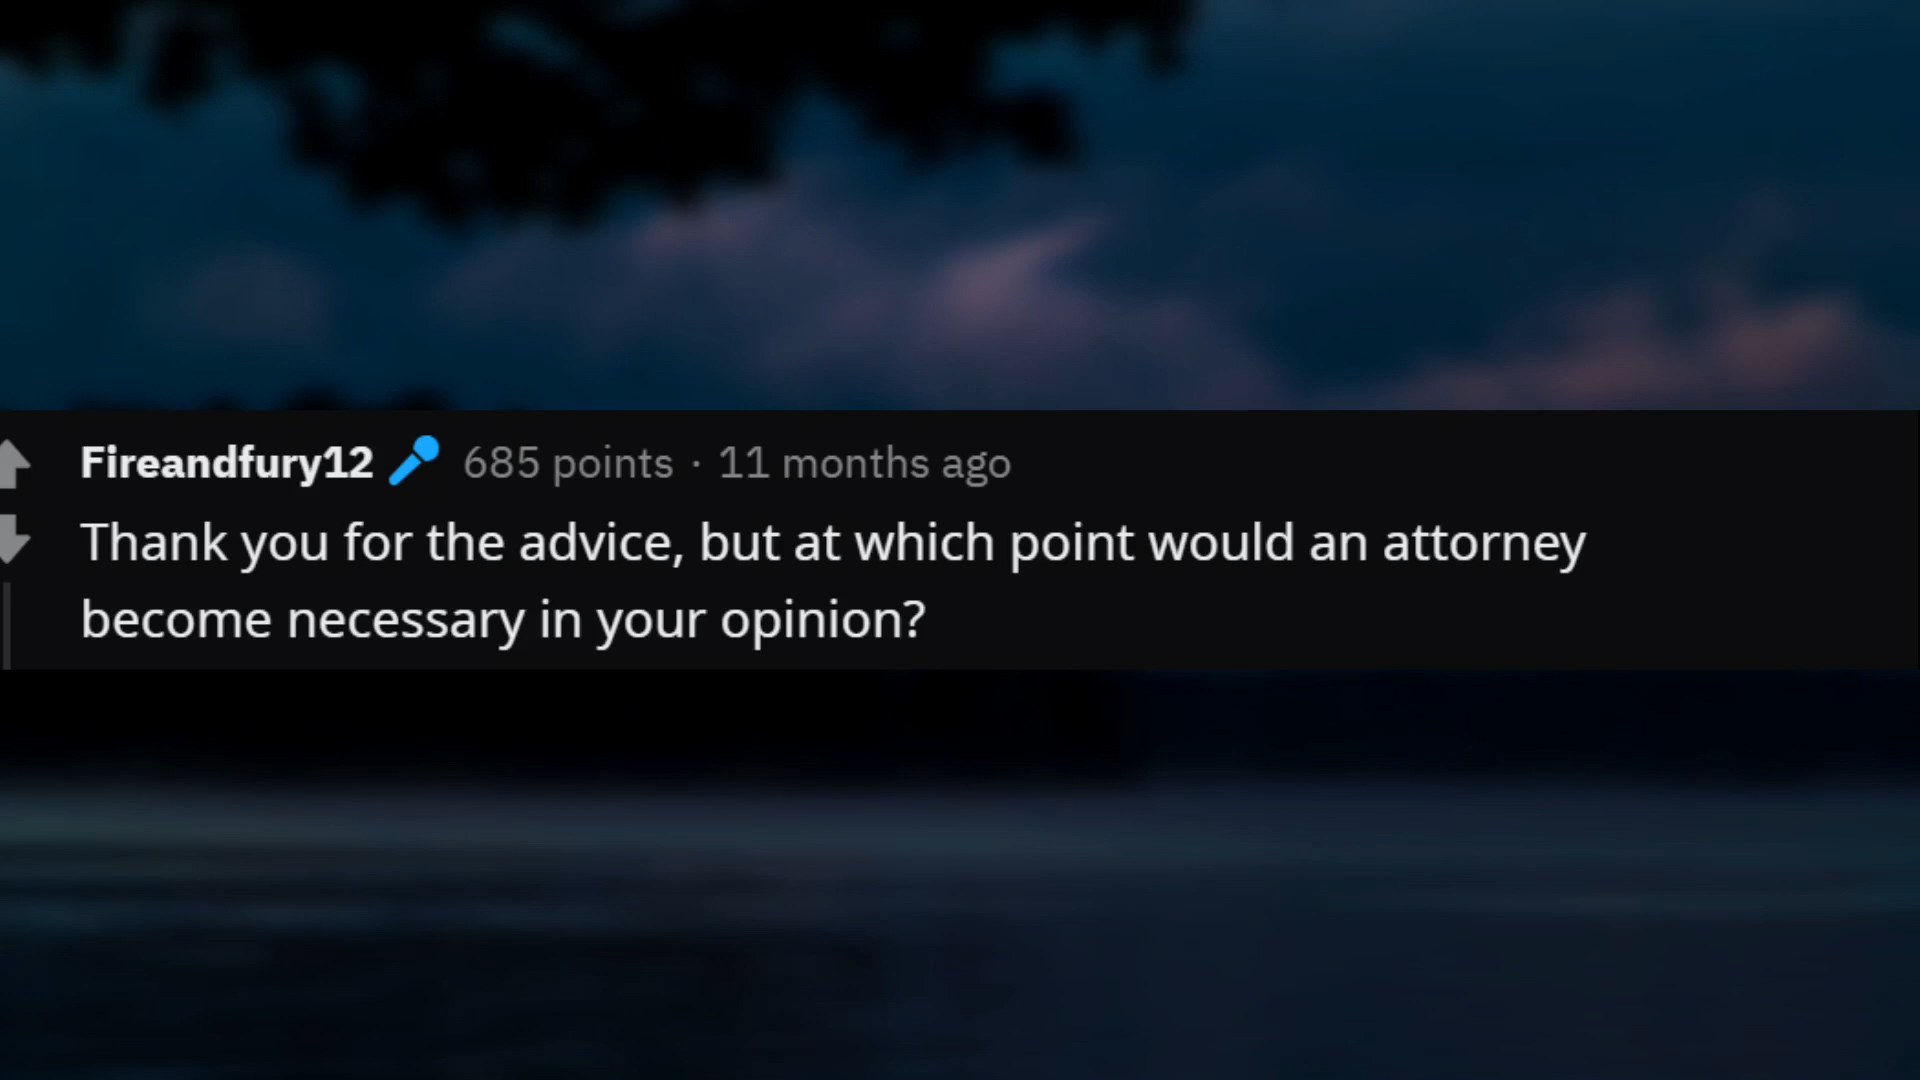 Fireandfury12 685 points · 11 months ago
Thank you for the advice, but at which point would an attorney
become necessary in your opinion?